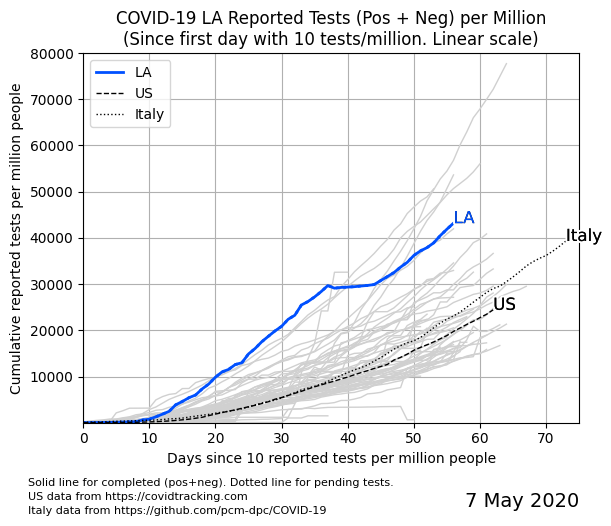 COVID-19 LA Reported Tests (Pos + Neg) per Million
(Since first day with 10 tests/million. Linear scale)
Cumulative reported tests per million people
80000
70000
60000
50000
40000
30000
20000
10000
LA
US
Italy
LA
Italy
US
0 10 20 30 40 50 60 70
Days since 10 reported tests per million people
Solid line for completed (pos+neg). Dotted line for pending tests.
US data from https://covidtracking.com
Italy data from https://github.com/pcm-dpc/COVID-19
7 May 2020